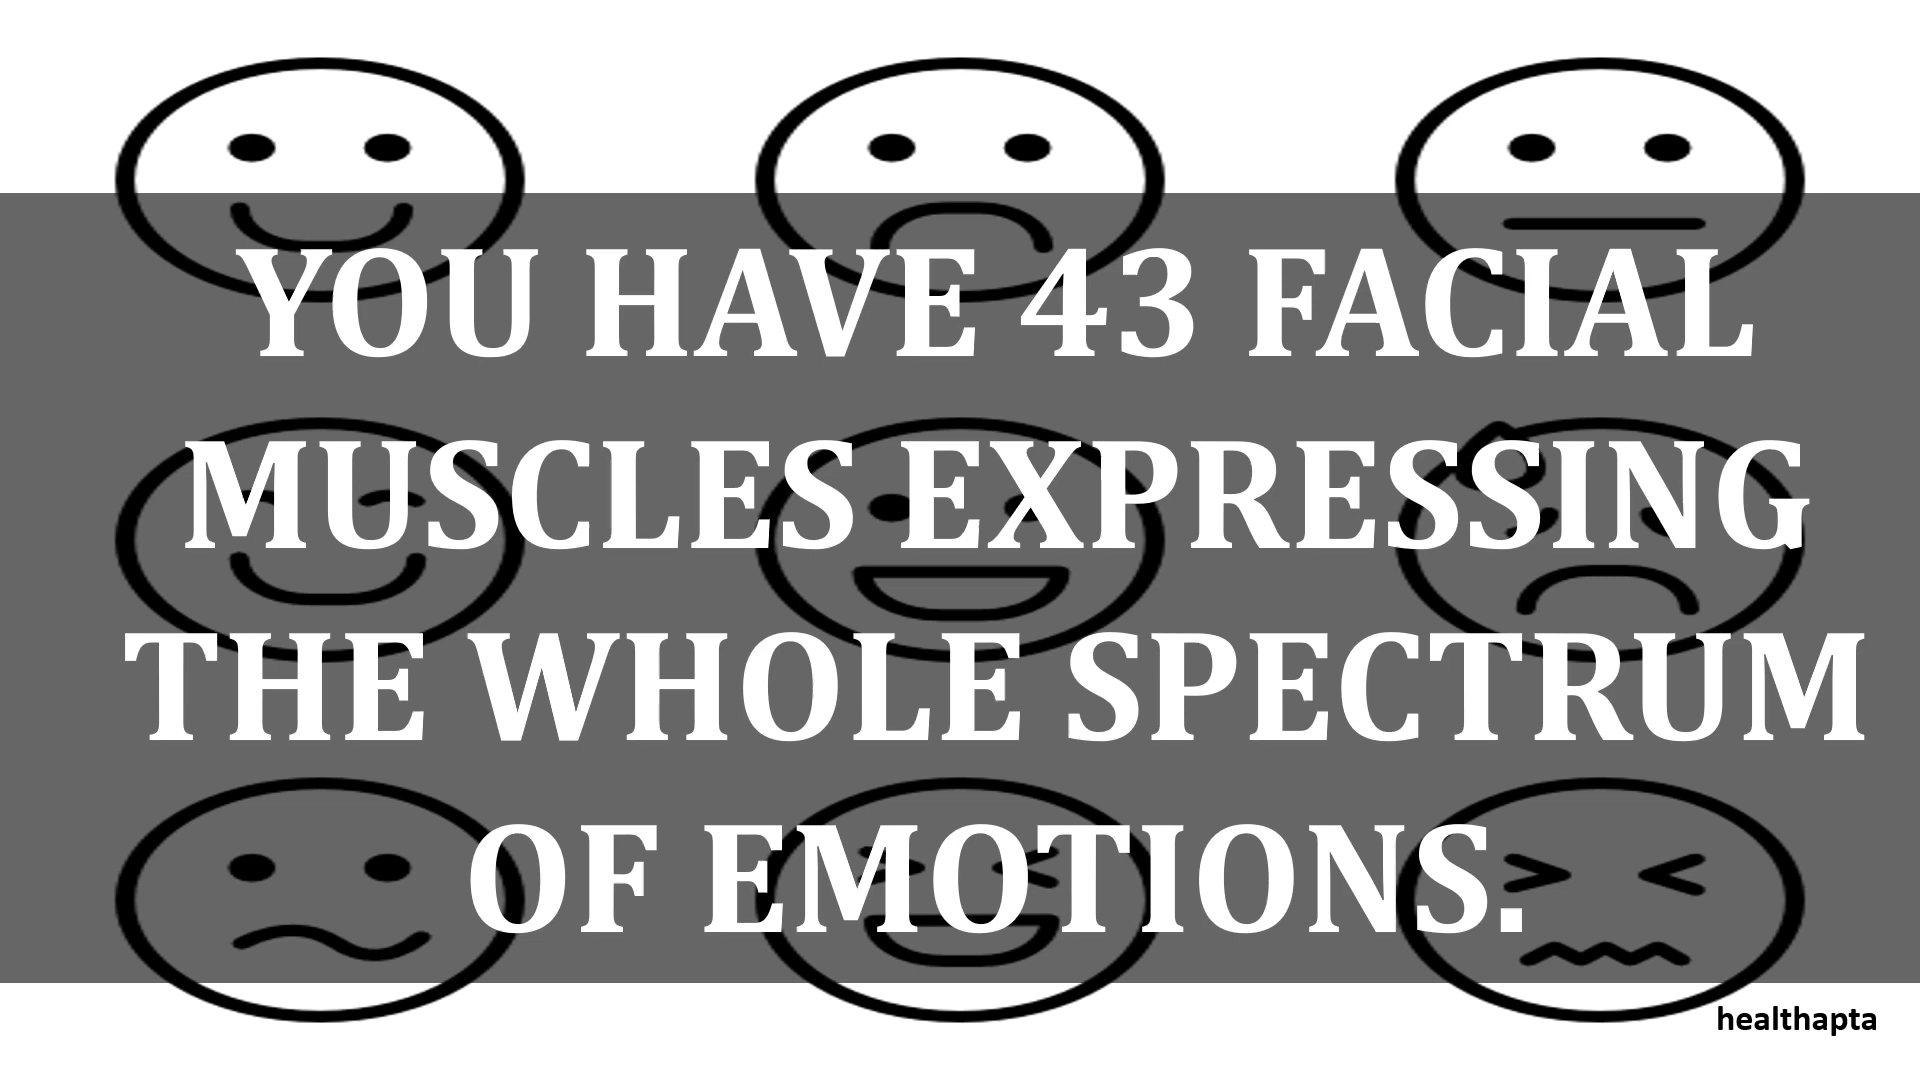 YOU HAVE 43 FACIAL
MUSCLES EXPRESSING
THE WHOLE SPECTRUM
OF EMOTIONS.
healthapta